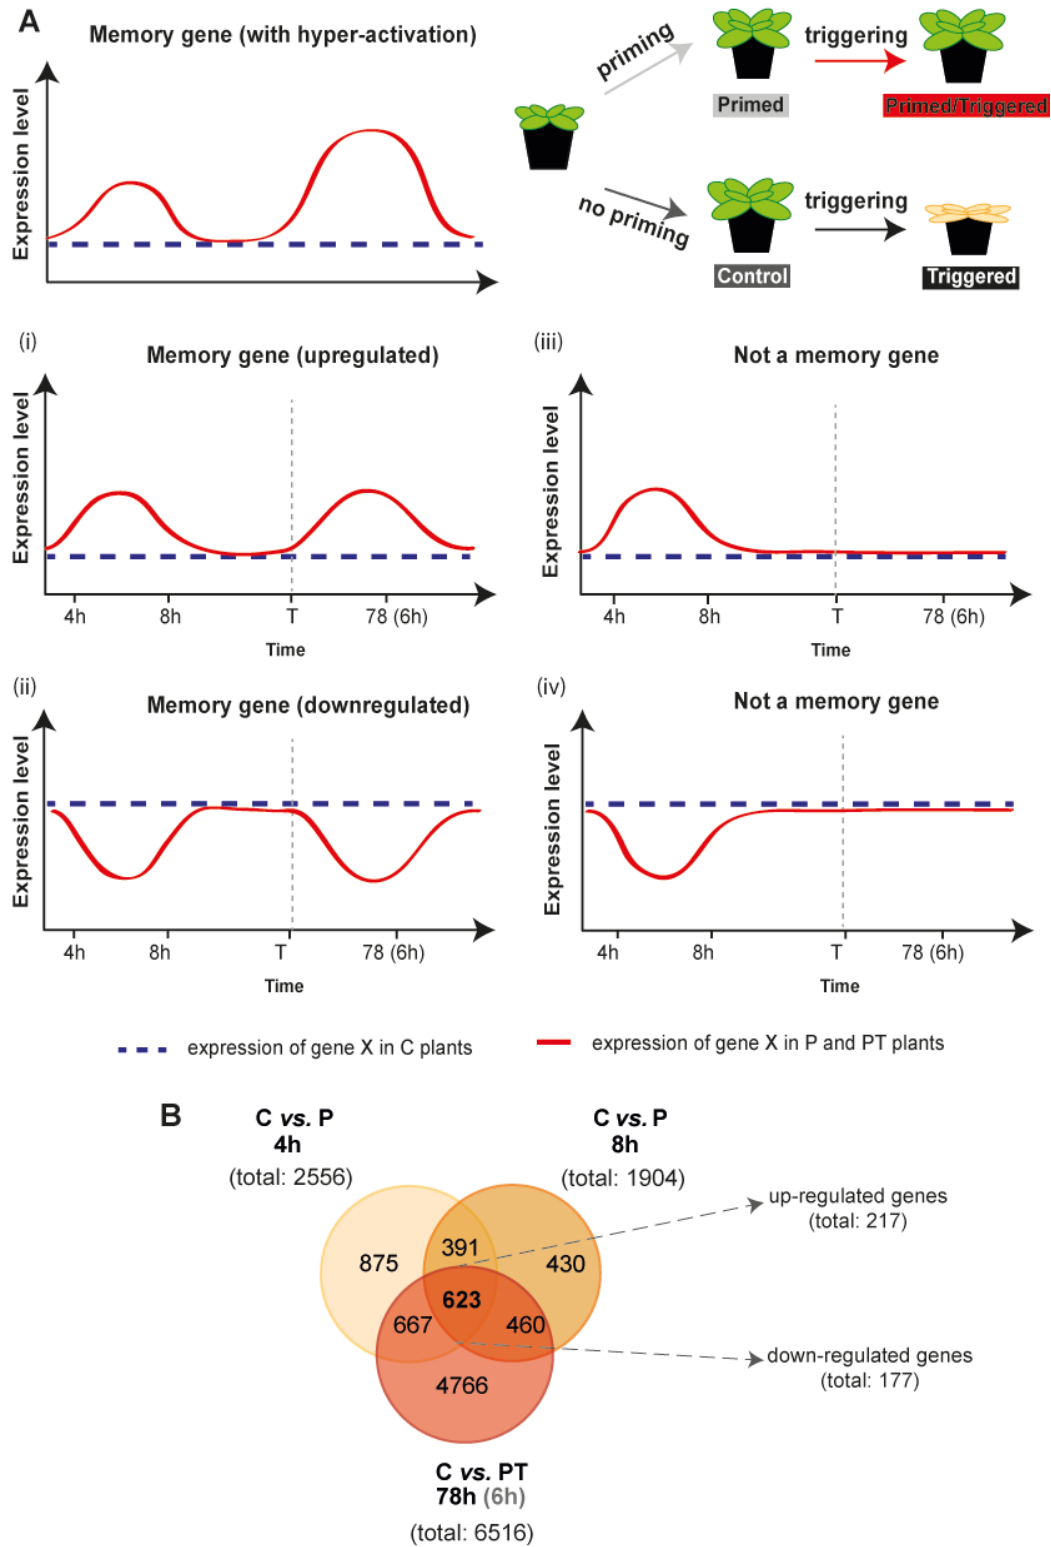 A
Memory gene (with hyper-activation)
Expression level
priming
Primed
triggering
Primed/Triggered
no priming
Control
triggering
Triggered
(i)
Memory gene (upregulated)
Expression level
4h
8h
T
78 (6h)
Time
(iii)
Not a memory gene
Expression level
4h
8h
T
78 (6h)
Time
(ii)
Memory gene (downregulated)
Expression level
4h
8h
T
78 (6h)
Time
(iv)
Not a memory gene
Expression level
4h
8h
T
78 (6h)
Time
expression of gene X in C plants
expression of gene X in P and PT plants
B
C vs. P
4h
(total: 2556)
C vs. P
8h
(total: 1904)
up-regulated genes
(total: 217)
875
391
430
623
667
460
4766
down-regulated genes
(total: 177)
C vs. PT
78h (6h)
(total: 6516)